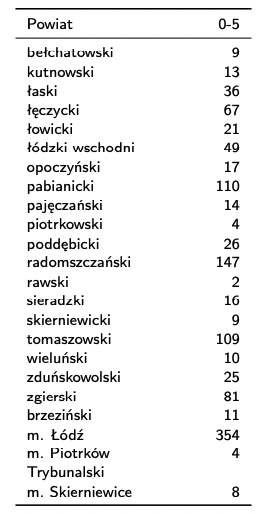 Powiat 0-5
bełchatowski 9
kutnowski 13
łaski 36
łęczycki 67
łowicki 21
łódzki wschodni 49
opoczyński 17
pabianicki 110
pajęczański 14
piotrkowski 4
poddębicki 26
radomszczański 147
rawski 2
sieradzki 16
skierniewicki 9
tomaszowski 109
wieluński 10
zduńskowolski 25
zgierski 81
brzeziński 11
m. Łódź 354
m. Piotrków 4
Trybunalski
m. Skierniewice 8